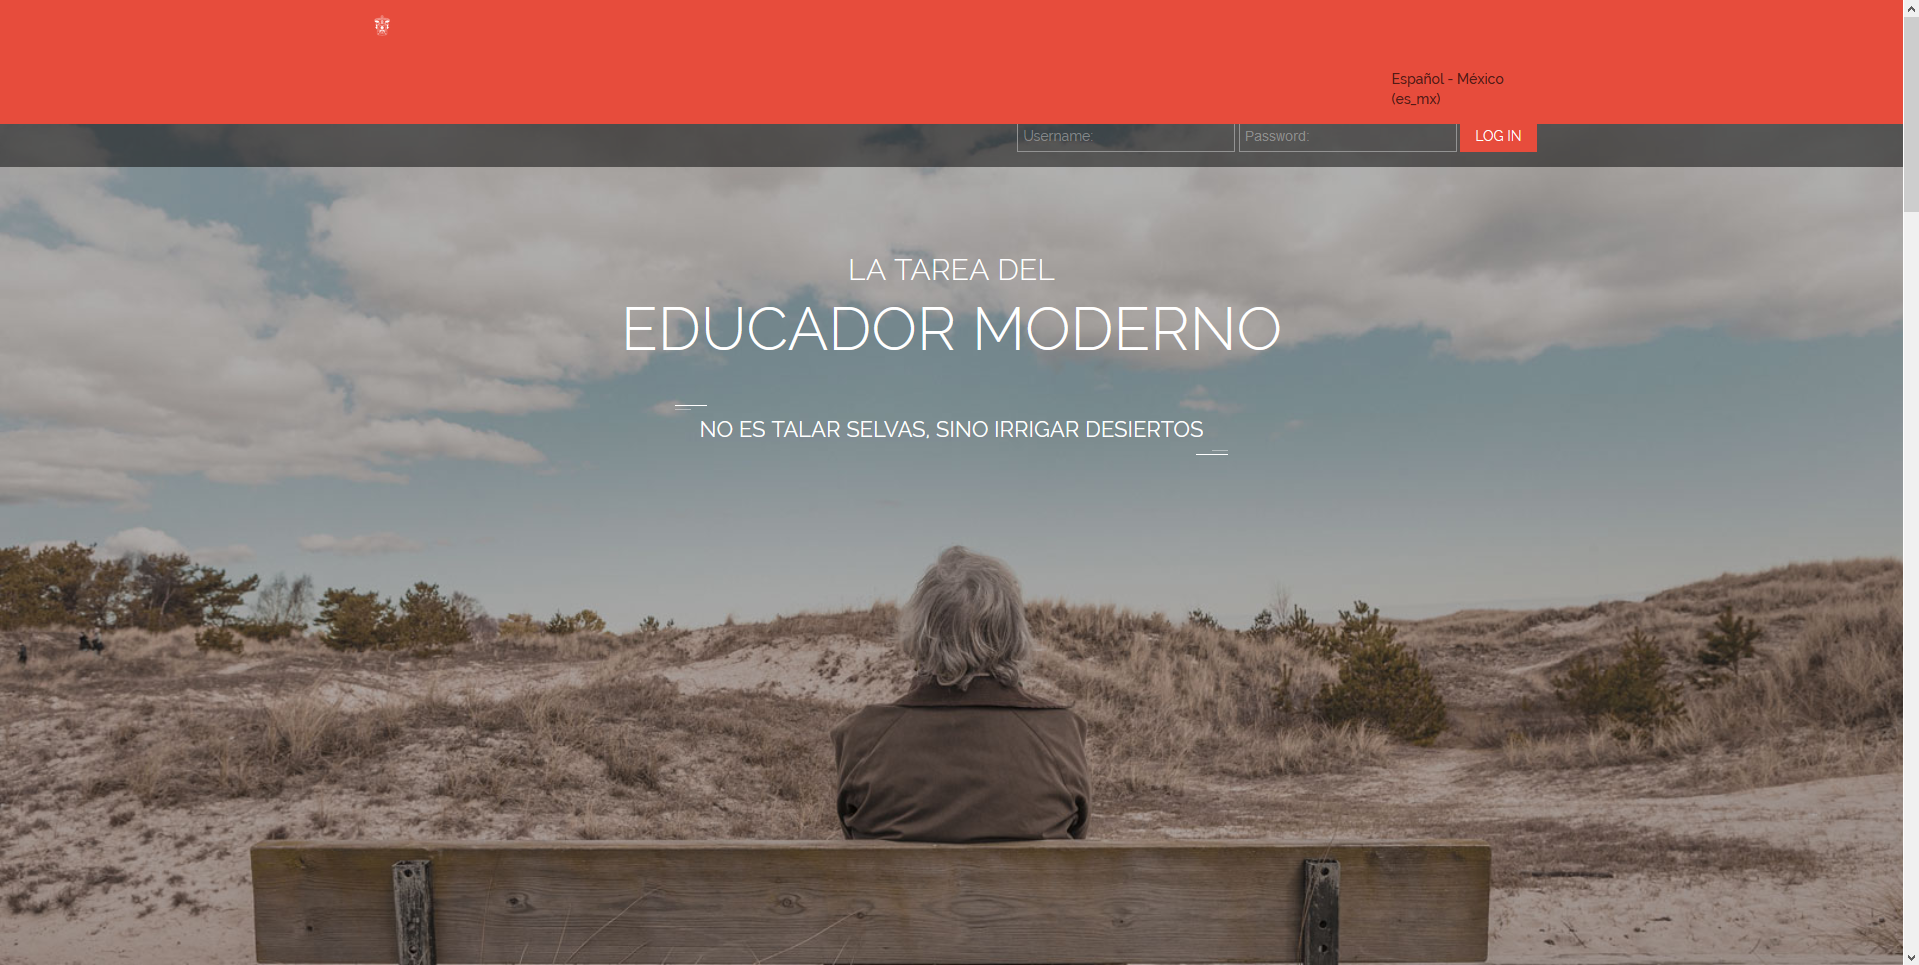 Español - México
(es_mx)
Username:
Password:
LOG IN
LA TAREA DEL
EDUCADOR MODERNO
NO ES TALAR SELVAS, SINO IRRIGAR DESIERTOS